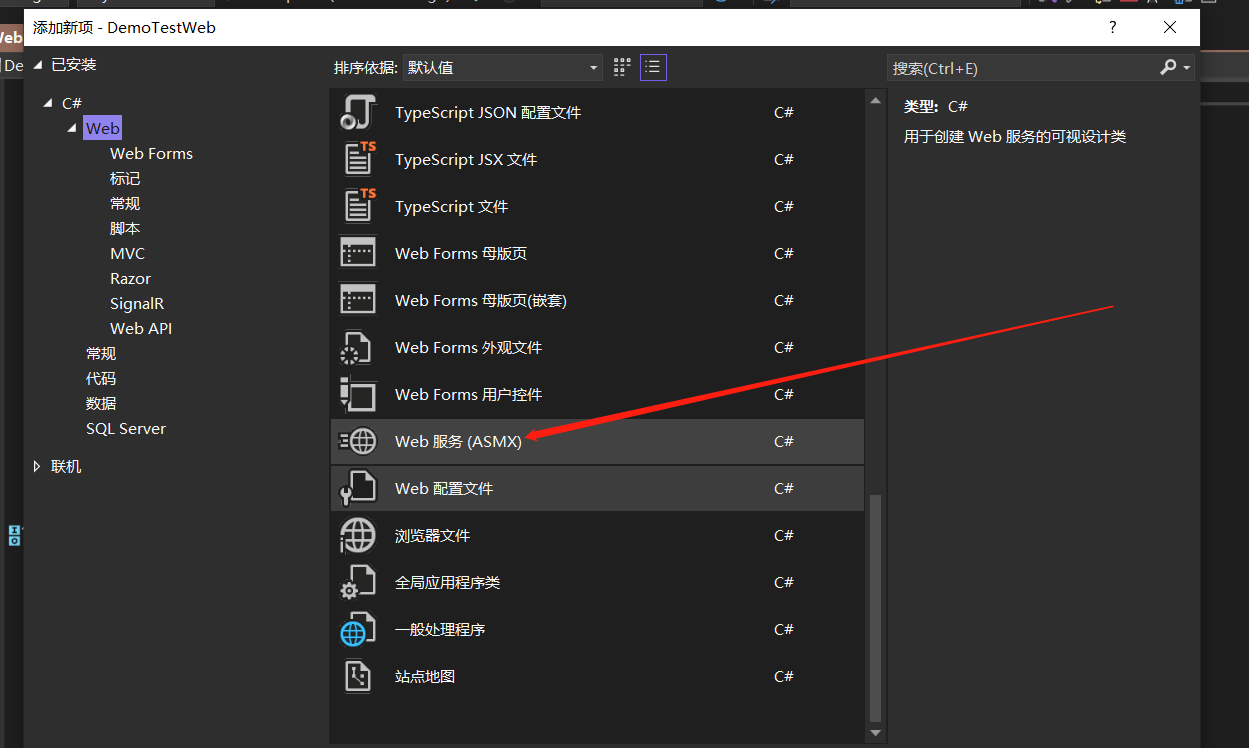 添加新项 - DemoTestWeb
?
Web
De
已安装
C#
Web
Web Forms
标记
常规
脚本
MVC
Razor
SignalR
Web API
常规
代码
数据
SQL Server
联机
排序依据: 默认值
搜索(Ctrl+E)
TypeScript JSON 配置文件 C#
TypeScript JSX 文件 C#
TypeScript 文件 C#
Web Forms 母版页 C#
Web Forms 母版页(嵌套) C#
Web Forms 外观文件 C#
Web Forms 用户控件 C#
Web 服务 (ASMX) C#
Web 配置文件 C#
浏览器文件 C#
全局应用程序类 C#
一般处理程序 C#
站点地图 C#
类型: C#
用于创建 Web 服务的可视设计类